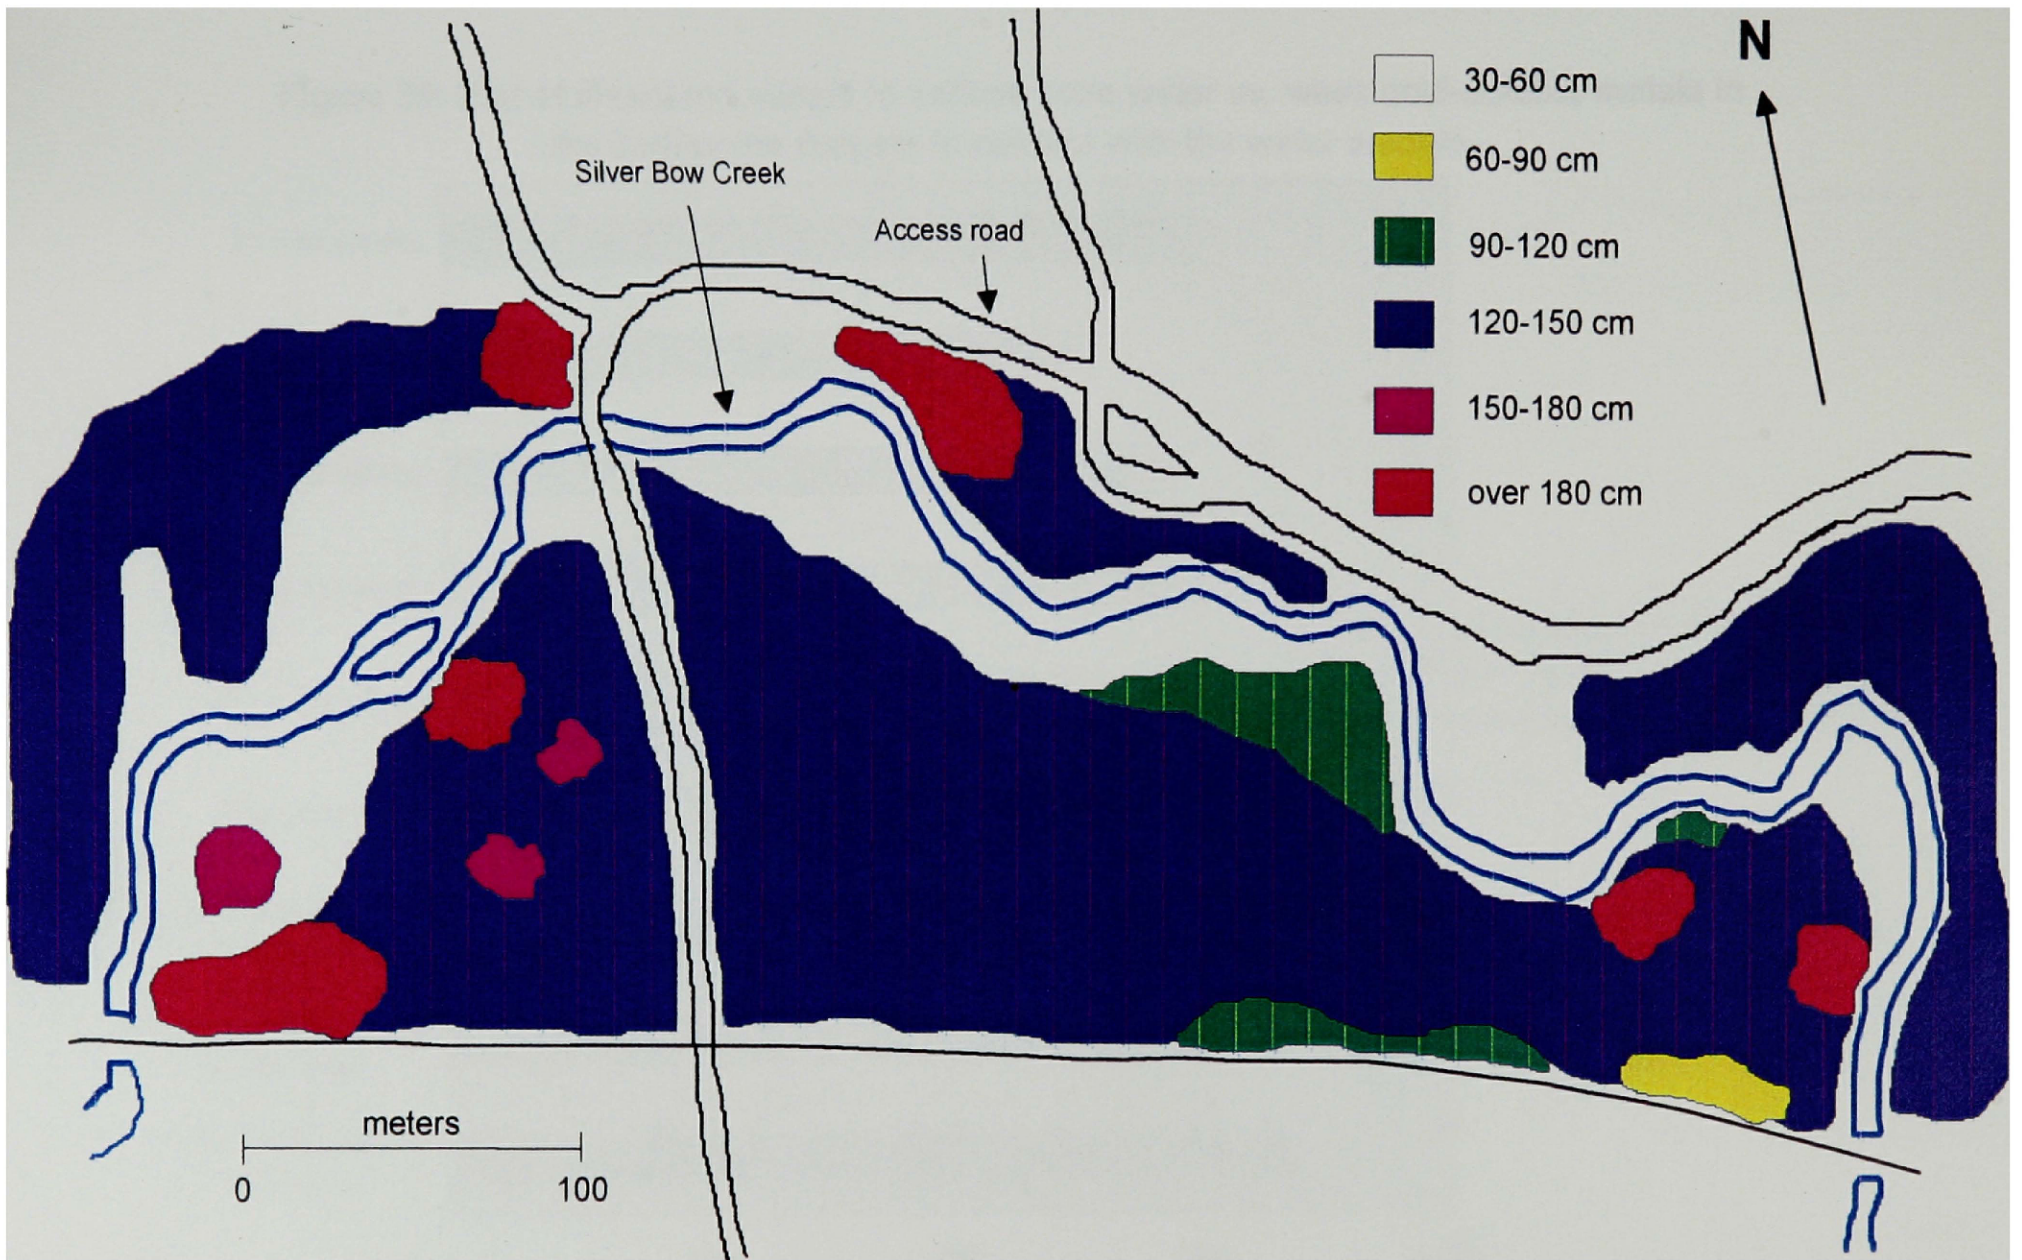 N
30-60 cm
60-90 cm
90-120 cm
120-150 cm
150-180 cm
over 180 cm
Silver Bow Creek
Access road
meters
0 100